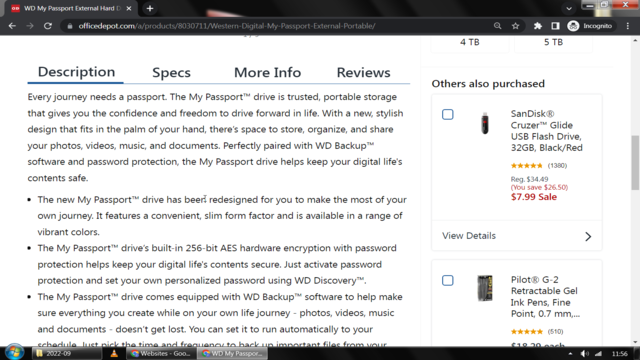 WD My Passport External Hard D
officedepot.com/a/products/8030711/Western-Digital-My-Passport-External-Portable/
Incognito
4 TB
5 TB
Description
Specs
More Info
Reviews
Every journey needs a passport. The My Passport™ drive is trusted, portable storage
that gives you the confidence and freedom to drive forward in life. With a new, stylish
design that fits in the palm of your hand, there's space to store, organize, and share
your photos, videos, music, and documents. Perfectly paired with WD Backup™
software and password protection, the My Passport drive helps keep your digital life's
contents safe.
• The new My Passport™ drive has been redesigned for you to make the most of your
own journey. It features a convenient, slim form factor and is available in a range of
vibrant colors.
• The My Passport™ drive's built-in 256-bit AES hardware encryption with password
protection helps keep your digital life's contents secure. Just activate password
protection and set your own personalized password using WD Discovery™.
• The My Passport™ drive comes equipped with WD Backup™ software to help make
sure everything you create while on your own life journey - photos, videos, music
and documents - doesn't get lost. You can set it to run automatically to your
schedule. Just pick the time and frequency to back up important files from your
Others also purchased
SanDisk®
Cruzer™ Glide
USB Flash Drive,
32GB, Black/Red
(1380)
Reg. $34.49
(You save $26.50)
$7.99 Sale
View Details
Pilot® G-2
Retractable Gel
Ink Pens, Fine
Point, 0.7 mm,...
(510)
$18.29 each
2022-09
Websites - Goo...
WD My Passpor...
11:56